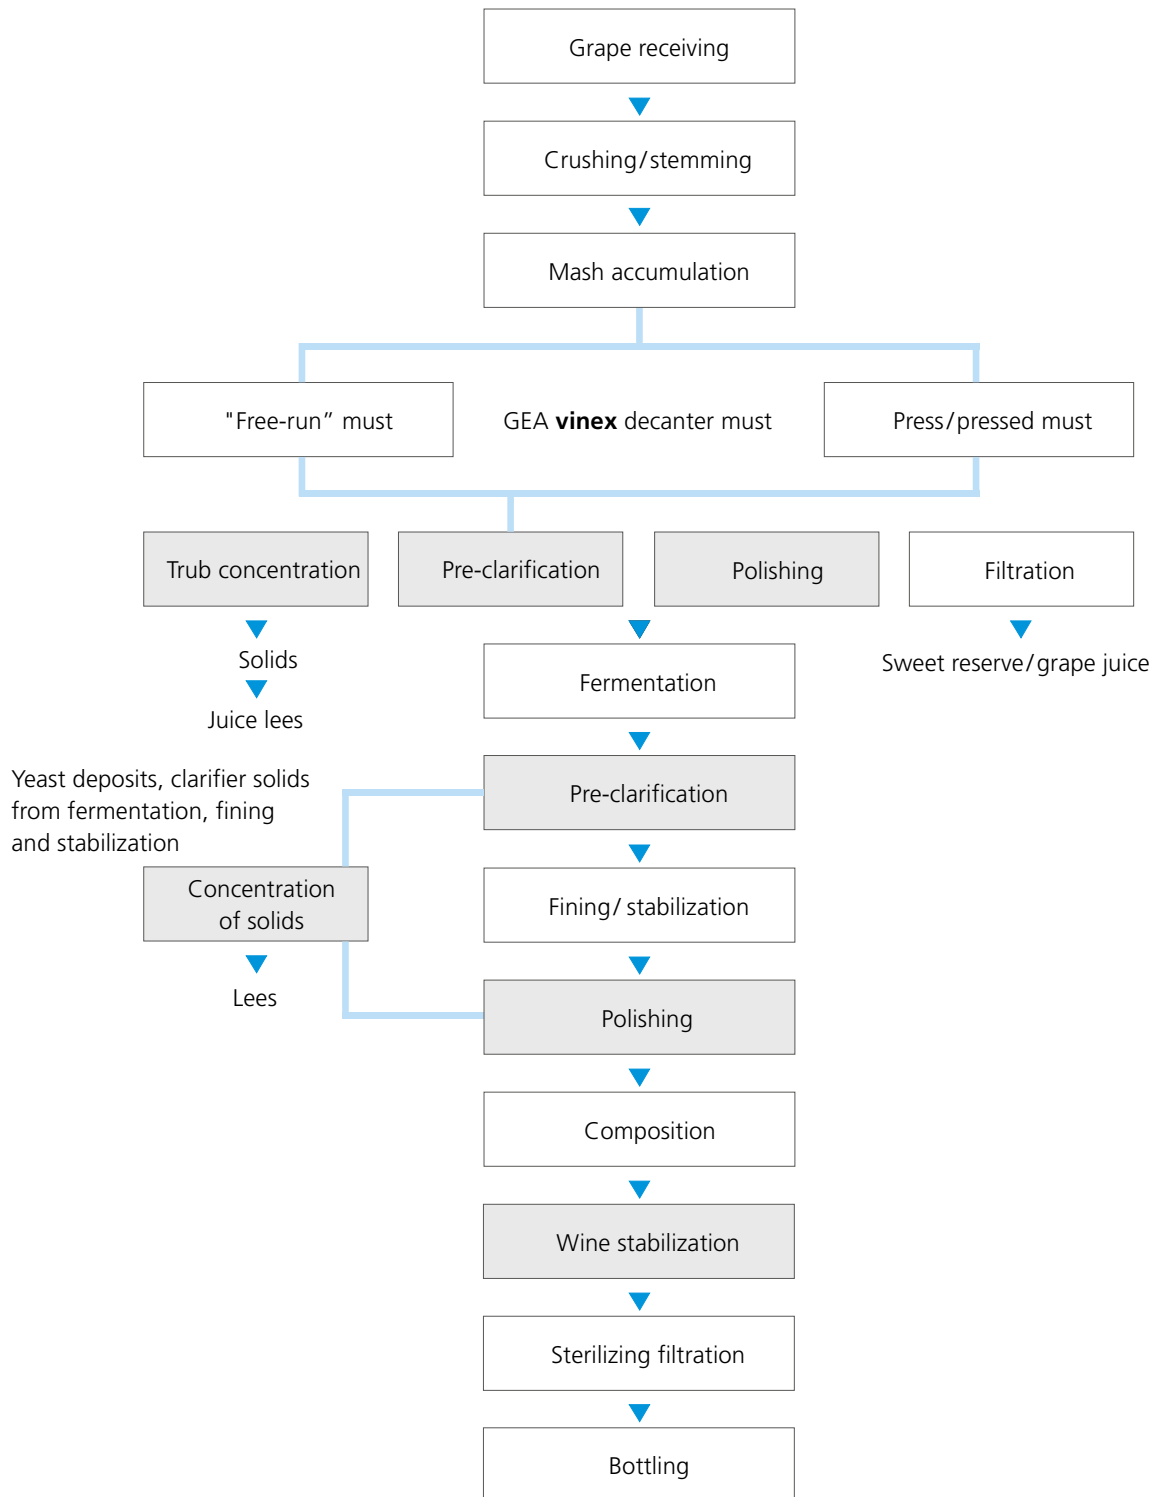 Grape receiving
Crushing/stemming
Mash accumulation
"Free-run” must
GEA vinex decanter must
Press/pressed must
Trub concentration
Pre-clarification
Polishing
Filtration
Solids
Juice lees
Sweet reserve/grape juice
Fermentation
Yeast deposits, clarifier solids
from fermentation, fining
and stabilization
Pre-clarification
Concentration
of solids
Fining/stabilization
Lees
Polishing
Composition
Wine stabilization
Sterilizing filtration
Bottling